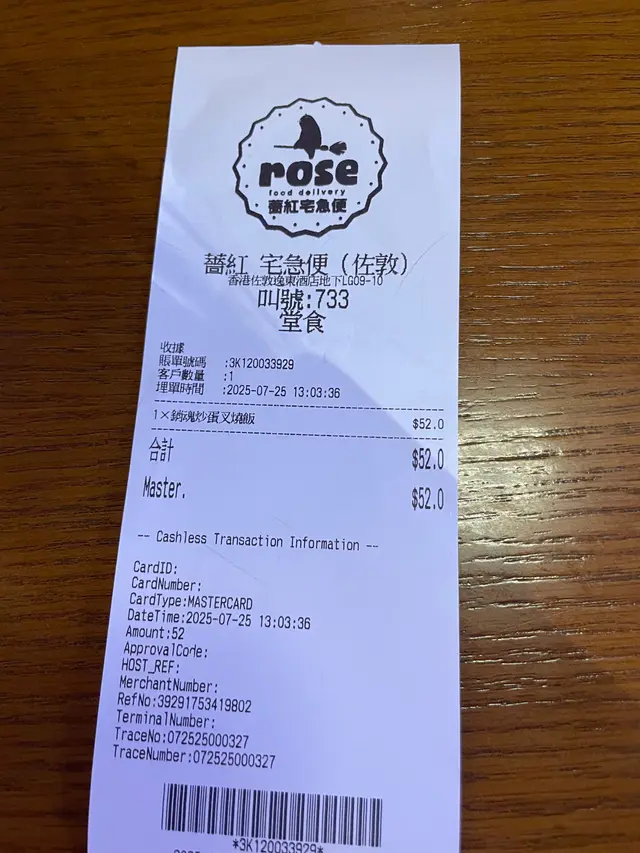 rose
food delivery
薔紅宅急便
薔紅 宅急便 (佐敦)
香港佐敦逸東酒店地下LG09-10
叫號:733
堂食
收據
賬單號碼 :3K120033929
客戶數量 :1
埋單時間 :2025-07-25 13:03:36
1×銷魂炒蛋叉燒飯 $52.0
合計 $52.0
Master. $52.0
-- Cashless Transaction Information --
CardID:
CardNumber:
CardType:MASTERCARD
DateTime:2025-07-25 13:03:36
Amount:52
ApprovalCode:
HOST_REF:
MerchantNumber:
RefNo:39291753419802
TerminalNumber:
TraceNo:072525000327
TraceNumber:072525000327
*3K120033929*